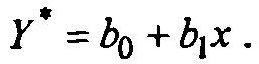 Y* = b₀ + b₁x .